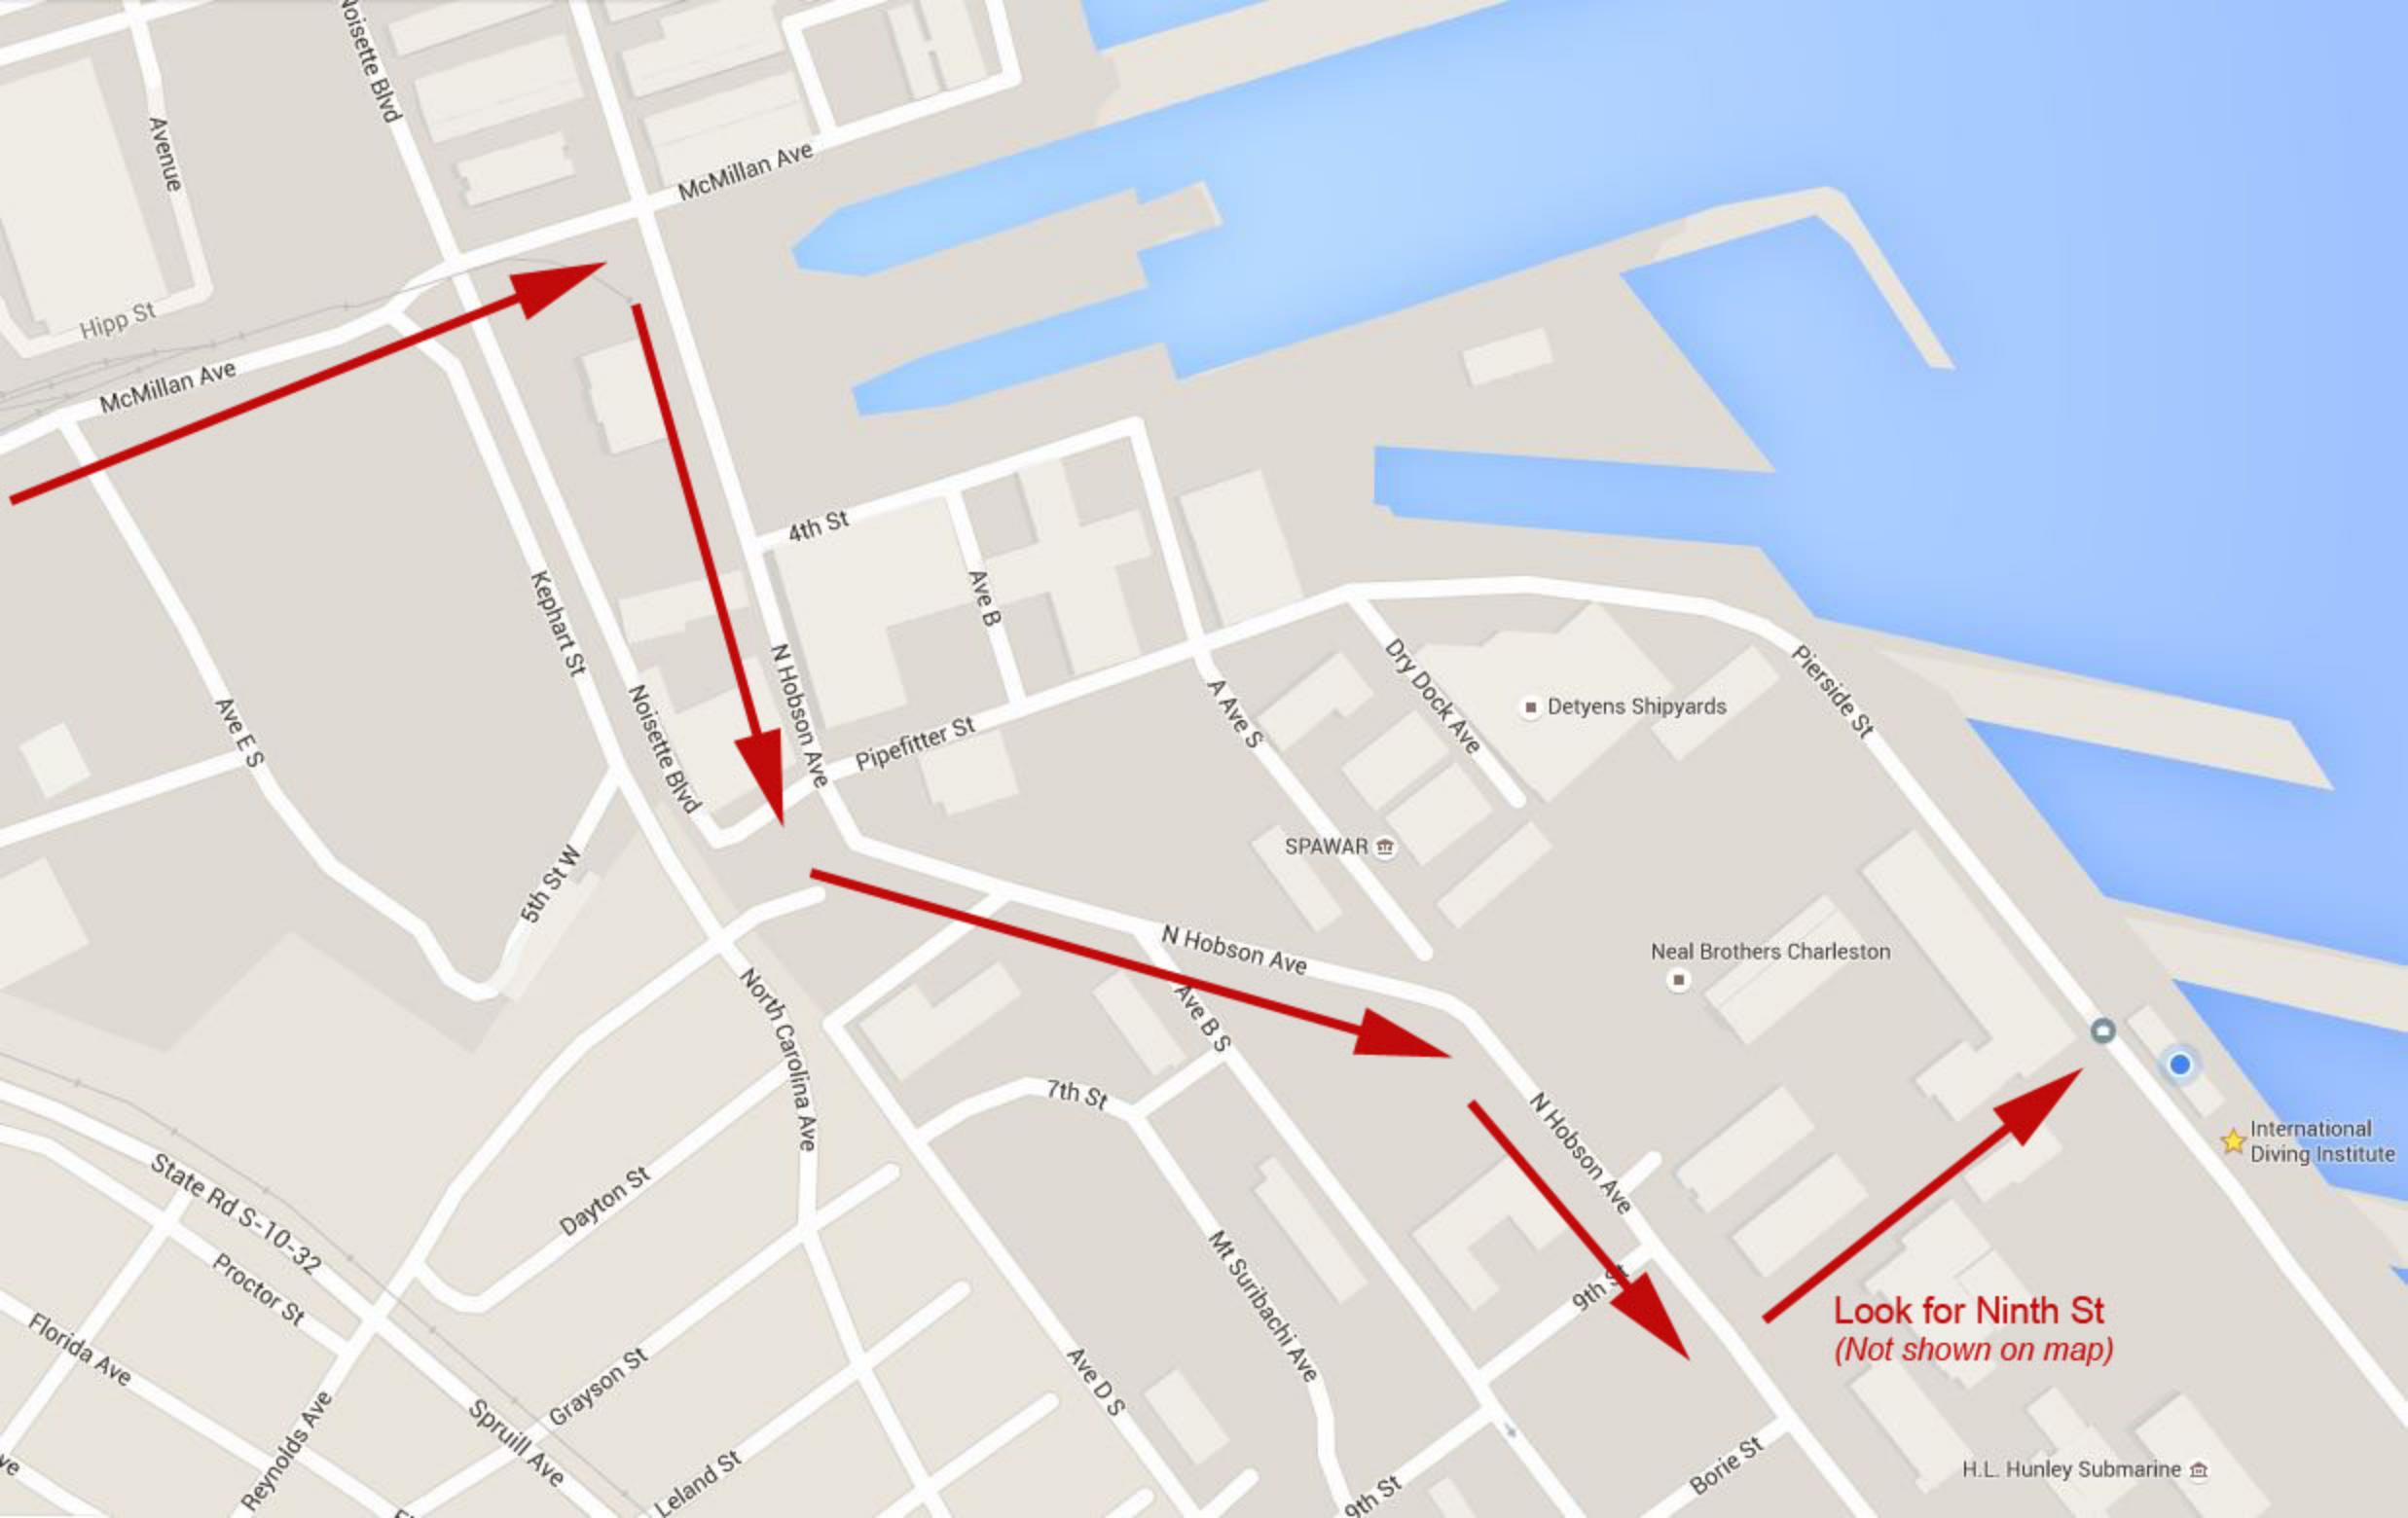 Noisette Blvd
Avenue
McMillan Ave
Hipp St
McMillan Ave
4th St
Ave B
Kephart St
N Hobson Ave
Noisette Blvd
Pipefitter St
A Ave S
Dry Dock Ave
Detyens Shipyards
Pierside St
Ave E S
5th St W
SPAWAR
N Hobson Ave
Neal Brothers Charleston
North Carolina Ave
Ave B S
7th St
N Hobson Ave
International
Diving Institute
State Rd S-10-32
Dayton St
Proctor St
Mt Suribachi Ave
9th St
Look for Ninth St
(Not shown on map)
Florida Ave
Grayson St
Ave D S
Reynolds Ave
Spruill Ave
Leland St
9th St
Borie St
H.L. Hunley Submarine